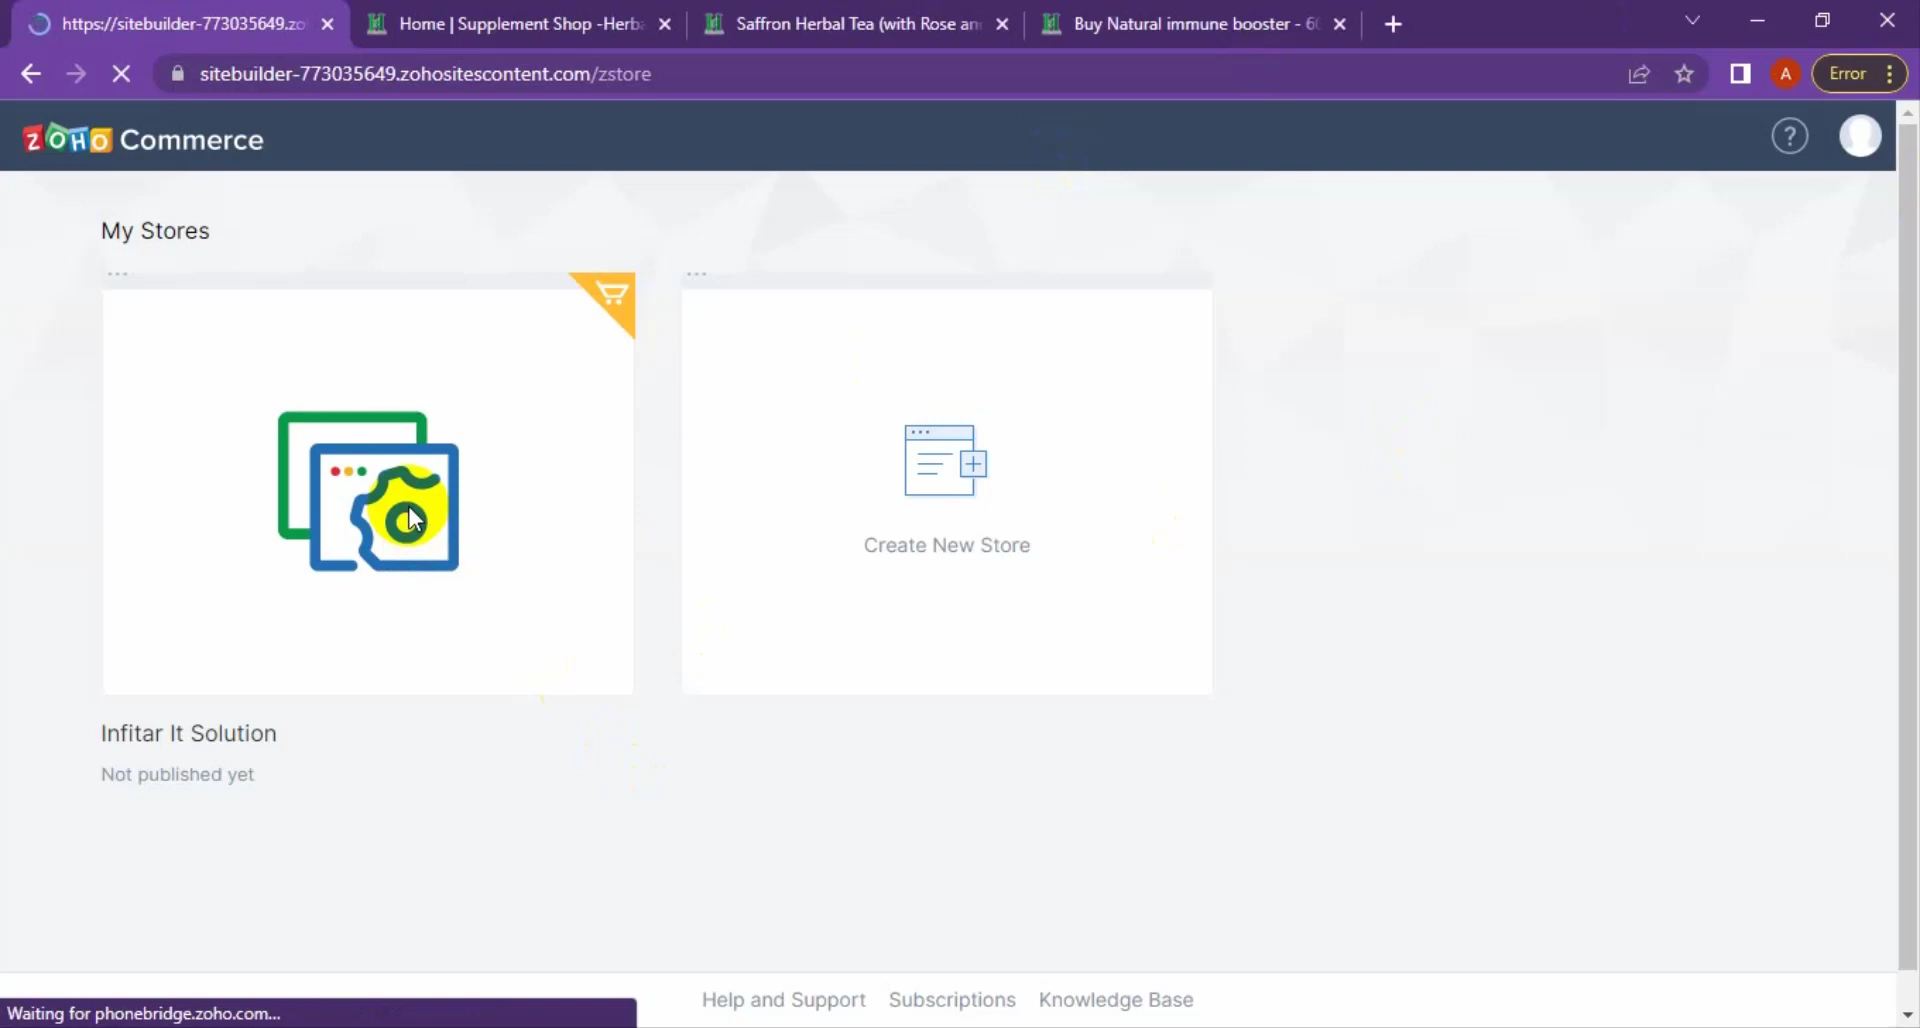 https://sitebuilder-773035649.zo
Home | Supplement Shop -Herb
Saffron Herbal Tea (with Rose an
Buy Natural immune booster - 60
sitebuilder-773035649.zohositescontent.com/zstore
A
Error
ZOHO Commerce
?
My Stores
Create New Store
Infitar It Solution
Not published yet
Help and Support
Subscriptions
Knowledge Base
Waiting for phonebridge.zoho.com...